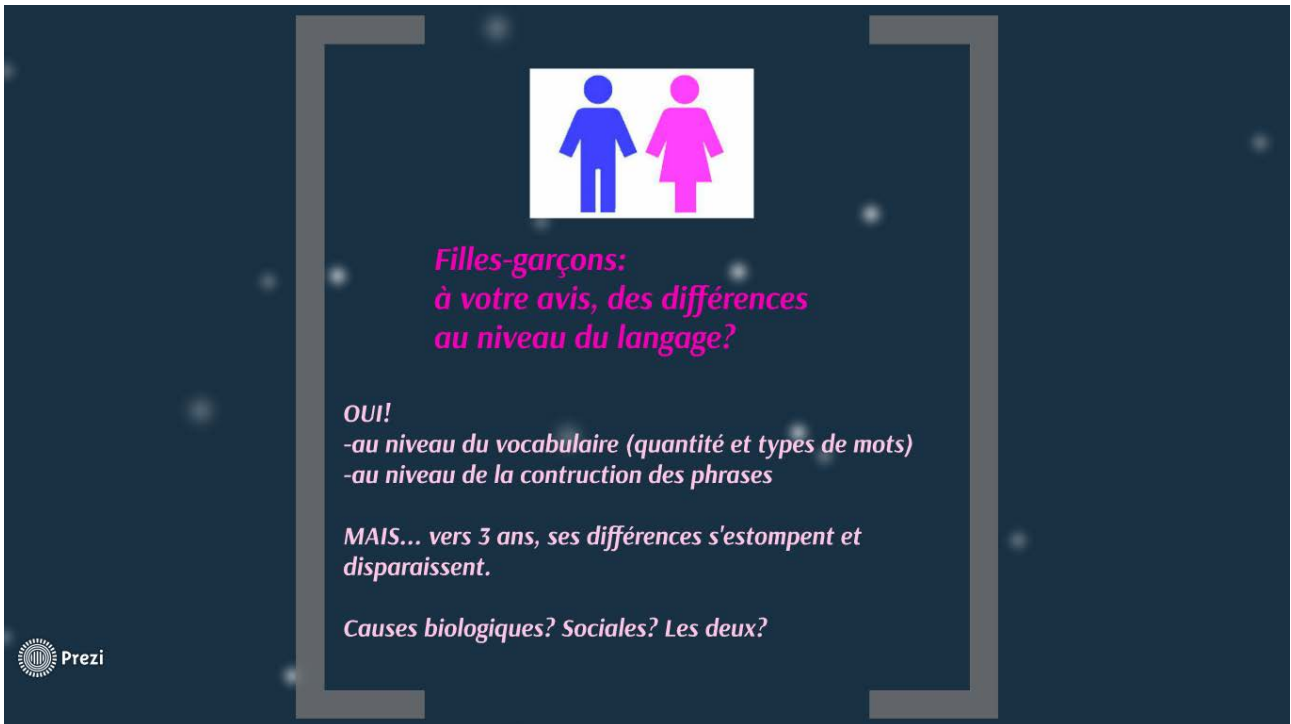 Filles-garçons:
à votre avis, des différences
au niveau du langage?
OUI!
-au niveau du vocabulaire (quantité et types de mots)
-au niveau de la contruction des phrases
MAIS... vers 3 ans, ses différences s'estompent et
disparaissent.
Causes biologiques? Sociales? Les deux?
Prezi